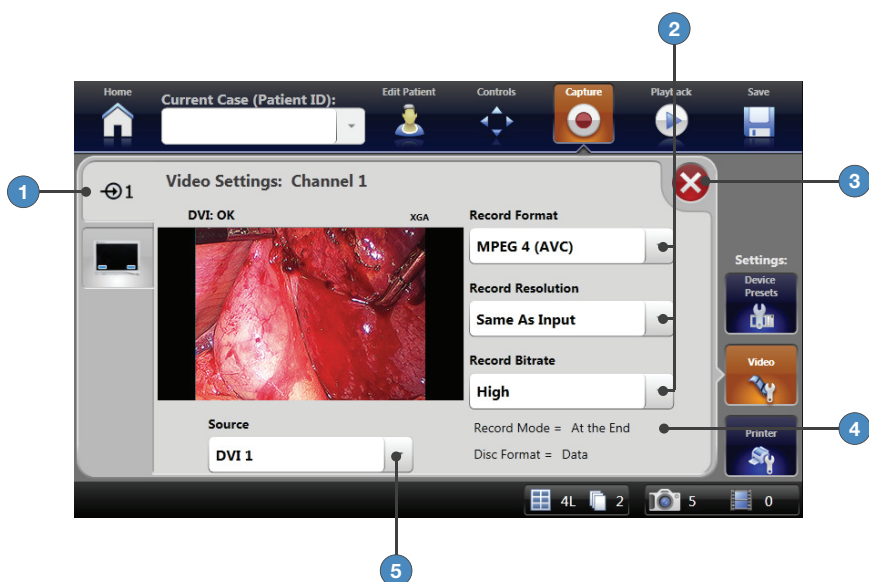 2
Home
Edit Patient
Controls
Capture
Playback
Save
Current Case (Patient ID):
1
1
Video Settings: Channel 1
3
DVI: OK
XGA
Record Format
MPEG 4 (AVC)
Settings:
Device
Presets
Record Resolution
Same As Input
Record Bitrate
Video
High
Source
Record Mode = At the End
4
Printer
DVI 1
Disc Format = Data
4L
2
5
0
5